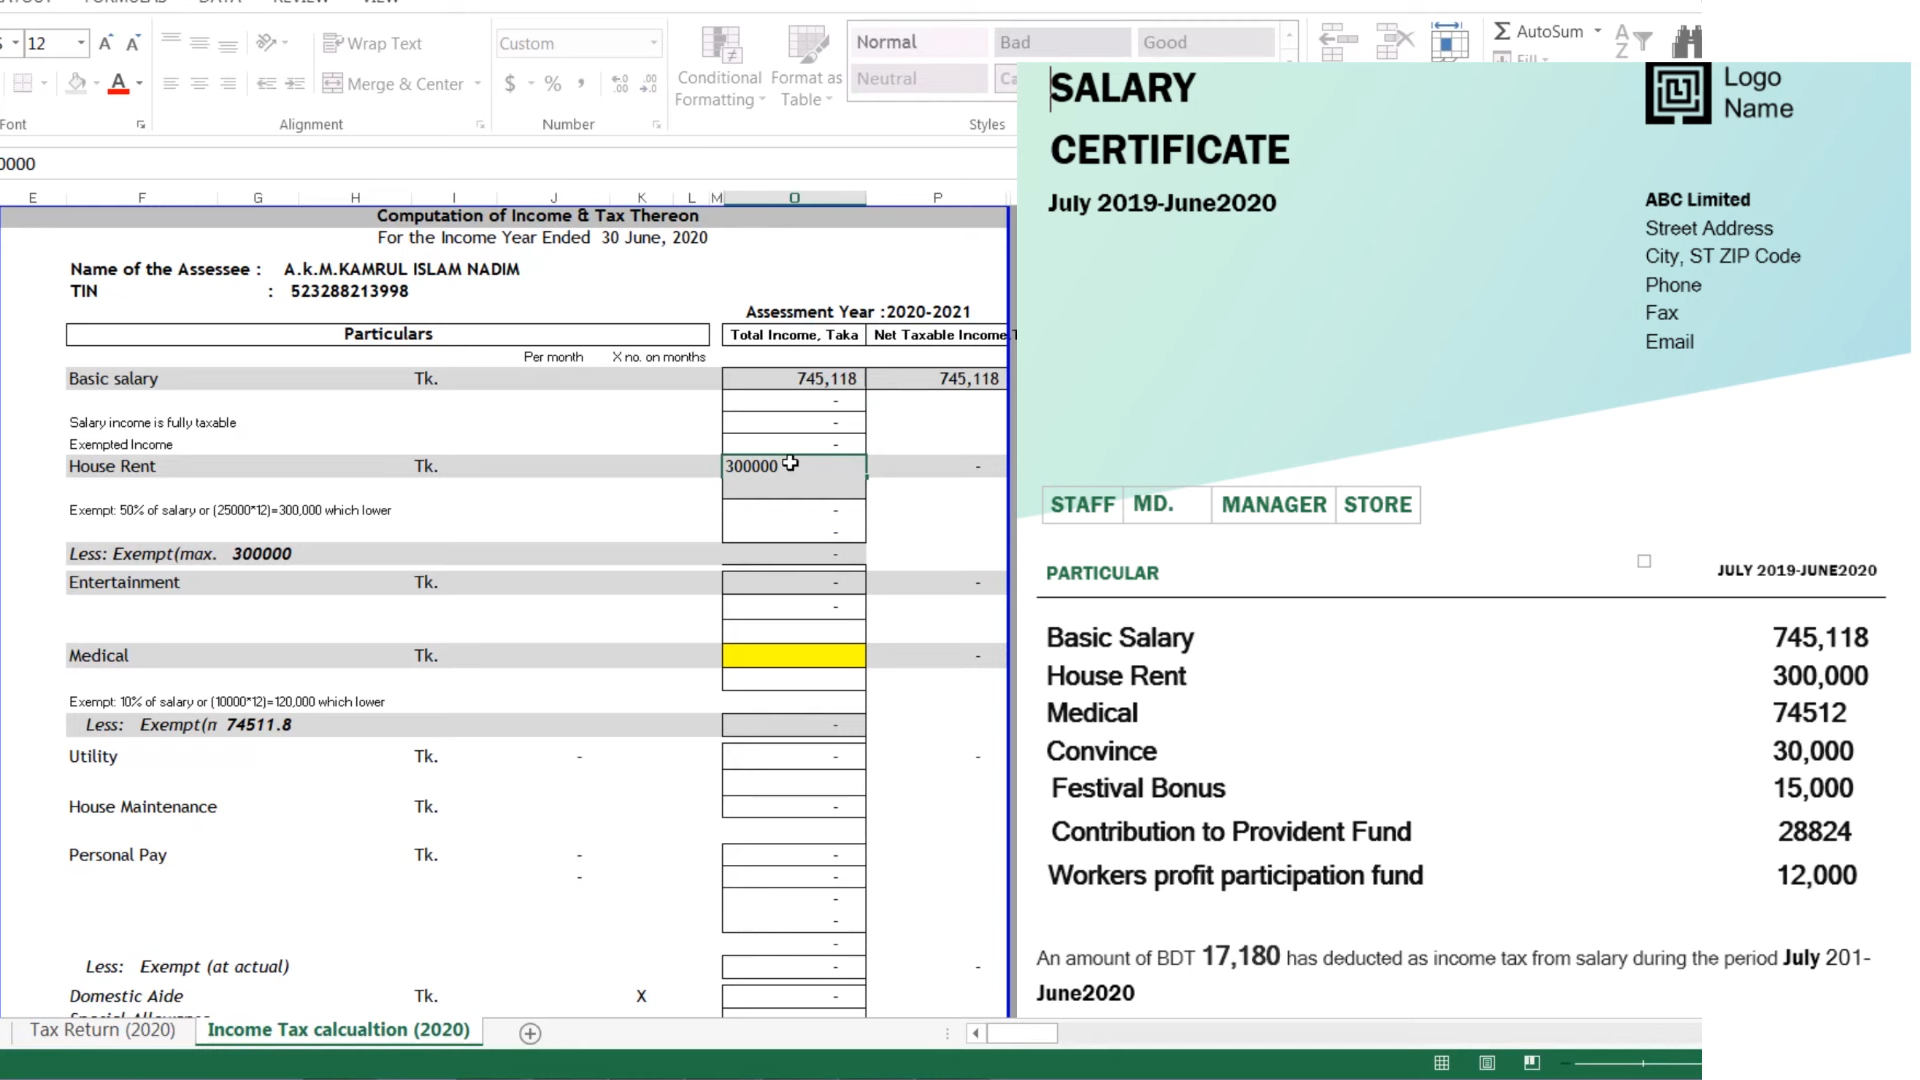 FORMULAS DATA REVIEW VIEW
12 A A Wrap Text Custom Normal Bad Good AutoSum A
Z
Fill
A Merge & Center $ % , .00 .00 Conditional Formatting Format as Table Neutral
Font Alignment Number Styles
0000
E F G H I J K L M O P
Computation of Income & Tax Thereon
For the Income Year Ended 30 June, 2020
Name of the Assessee : A.k.M.KAMRUL ISLAM NADIM
TIN : 523288213998
Assessment Year :2020-2021
Particulars Total Income, Taka Net Taxable Income,T
Per month X no. on months
Basic salary Tk. 745,118 745,118
-
Salary income is fully taxable -
Exempted Income -
House Rent Tk. 300000 -
Exempt: 50% of salary or (25000*12)=300,000 which lower -
-
Less: Exempt(max. 300000 -
Entertainment Tk. - -
-
Medical Tk. -
Exempt: 10% of salary or (10000*12)=120,000 which lower
Less: Exempt(r 74511.8 -
Utility Tk. - - -
House Maintenance Tk. -
Personal Pay Tk. - -
- -
-
-
-
Less: Exempt (at actual) - -
Domestic Aide Tk. X -
Tax Return (2020) Income Tax calcualtion (2020)
SALARY
CERTIFICATE
July 2019-June2020
Logo
Name
ABC Limited
Street Address
City, ST ZIP Code
Phone
Fax
Email
STAFF MD. MANAGER STORE
PARTICULAR JULY 2019-JUNE2020
Basic Salary 745,118
House Rent 300,000
Medical 74512
Convince 30,000
Festival Bonus 15,000
Contribution to Provident Fund 28824
Workers profit participation fund 12,000
An amount of BDT 17,180 has deducted as income tax from salary during the period July 201-
June2020